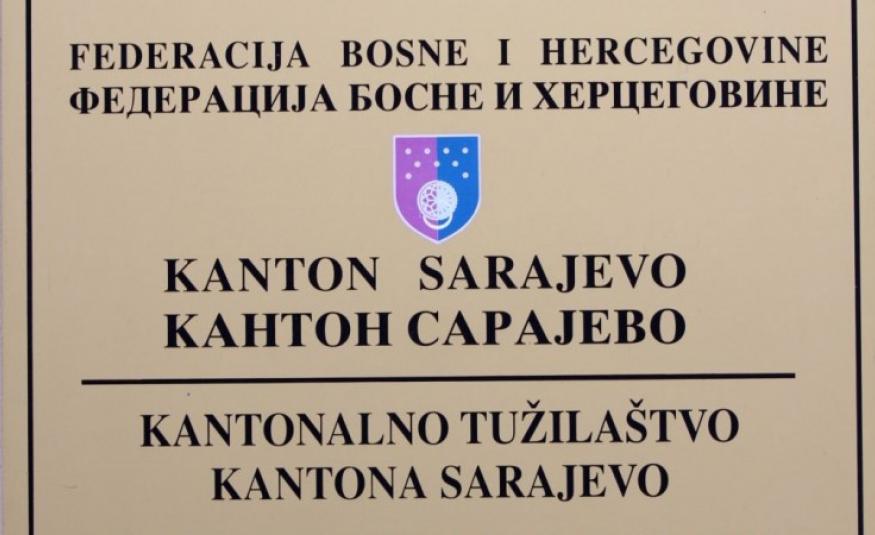 FEDERACIJA BOSNE I HERCEGOVINE
ФЕДЕРАЦИЈА БОСНЕ И ХЕРЦЕГОВИНЕ
KANTON SARAJEVO
КАНТОН САРАЈЕВО
KANTONALNO TUŽILAŠTVO
KANTONA SARAJEVO